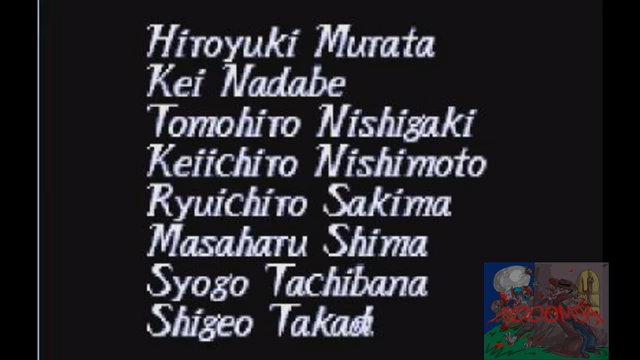 Hiroyuki Murata
Kei Nadabe
Tomohiro Nishigaki
Keiichiro Nishimoto
Ryuichiro Sakima
Masaharu Shima
Syogo Tachibana
Shigeo